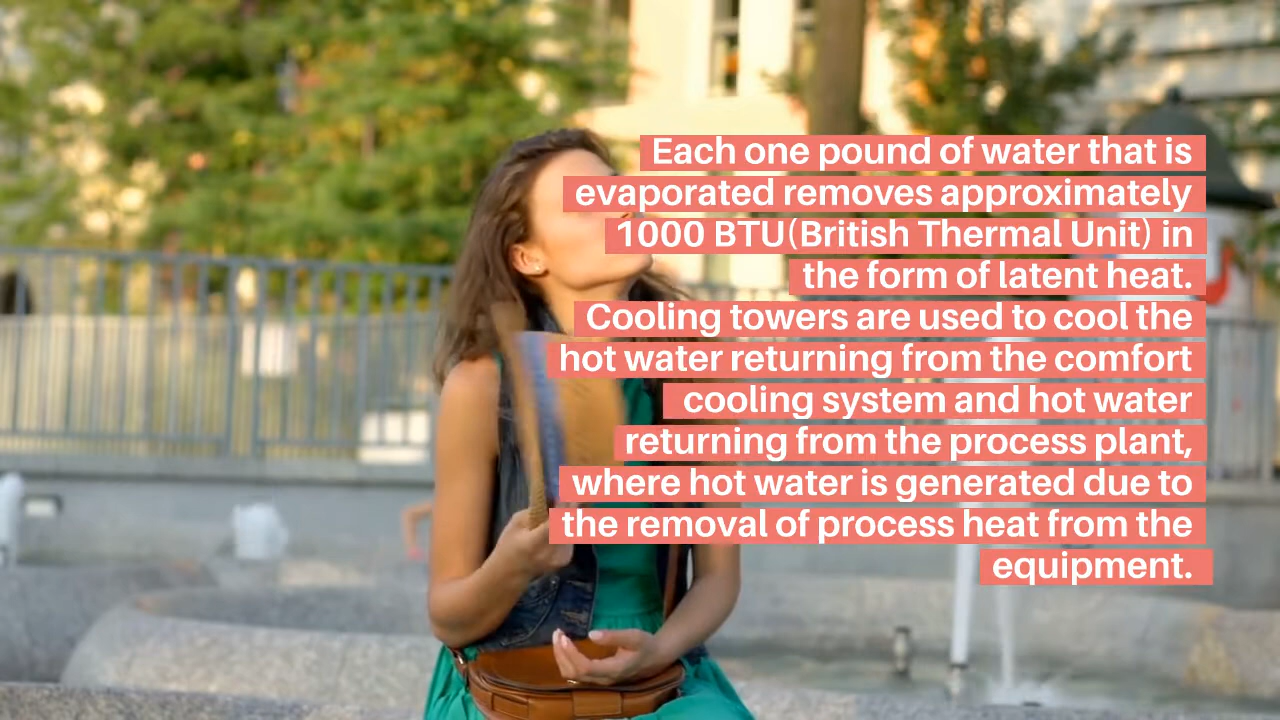 Each one pound of water that is
evaporated removes approximately
1000 BTU(British Thermal Unit) in
the form of latent heat.
Cooling towers are used to cool the
hot water returning from the comfort
cooling system and hot water
returning from the process plant,
where hot water is generated due to
the removal of process heat from the
equipment.